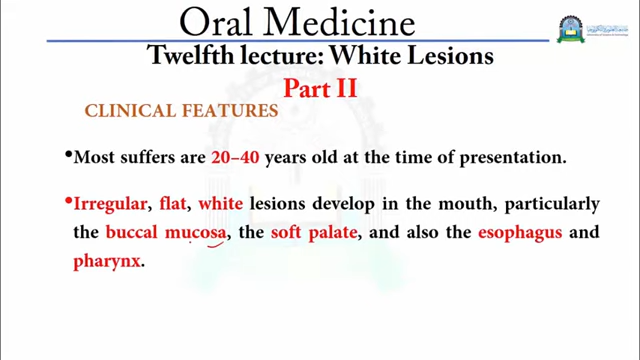 Oral Medicine
Twelfth lecture: White Lesions
Part II
CLINICAL FEATURES
•Most suffers are 20–40 years old at the time of presentation.
•Irregular, flat, white lesions develop in the mouth, particularly
the buccal mucosa, the soft palate, and also the esophagus and
pharynx.